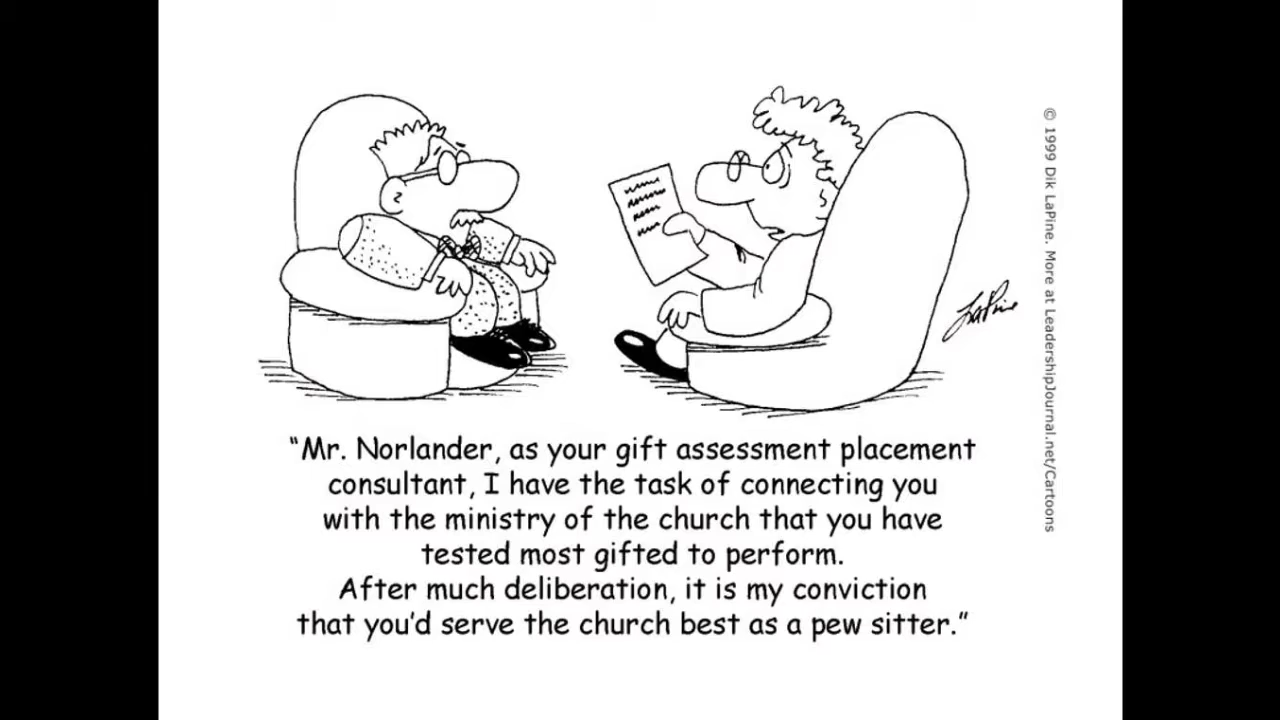 “Mr. Norlander, as your gift assessment placement
consultant, I have the task of connecting you
with the ministry of the church that you have
tested most gifted to perform.
After much deliberation, it is my conviction
that you’d serve the church best as a pew sitter.”
LaPine
© 1999 Dik LaPine. More at LeadershipJournal.net/Cartoons